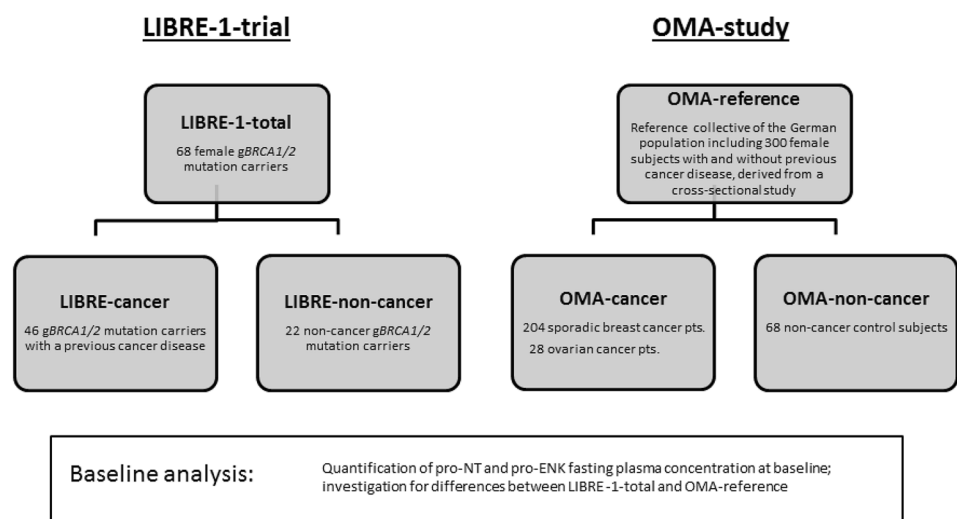 LIBRE-1-trial
OMA-study
LIBRE-1-total
68 female gBRCA1/2
mutation carriers
OMA-reference
Reference collective of the German
population including 300 female
subjects with and without previous
cancer disease, derived from a
cross-sectional study
LIBRE-cancer
46 gBRCA1/2 mutation carriers
with a previous cancer disease
LIBRE-non-cancer
22 non-cancer gBRCA1/2
mutation carriers
OMA-cancer
204 sporadic breast cancer pts.
28 ovarian cancer pts.
OMA-non-cancer
68 non-cancer control subjects
Baseline analysis:
Quantification of pro-NT and pro-ENK fasting plasma concentration at baseline;
investigation for differences between LIBRE-1-total and OMA-reference